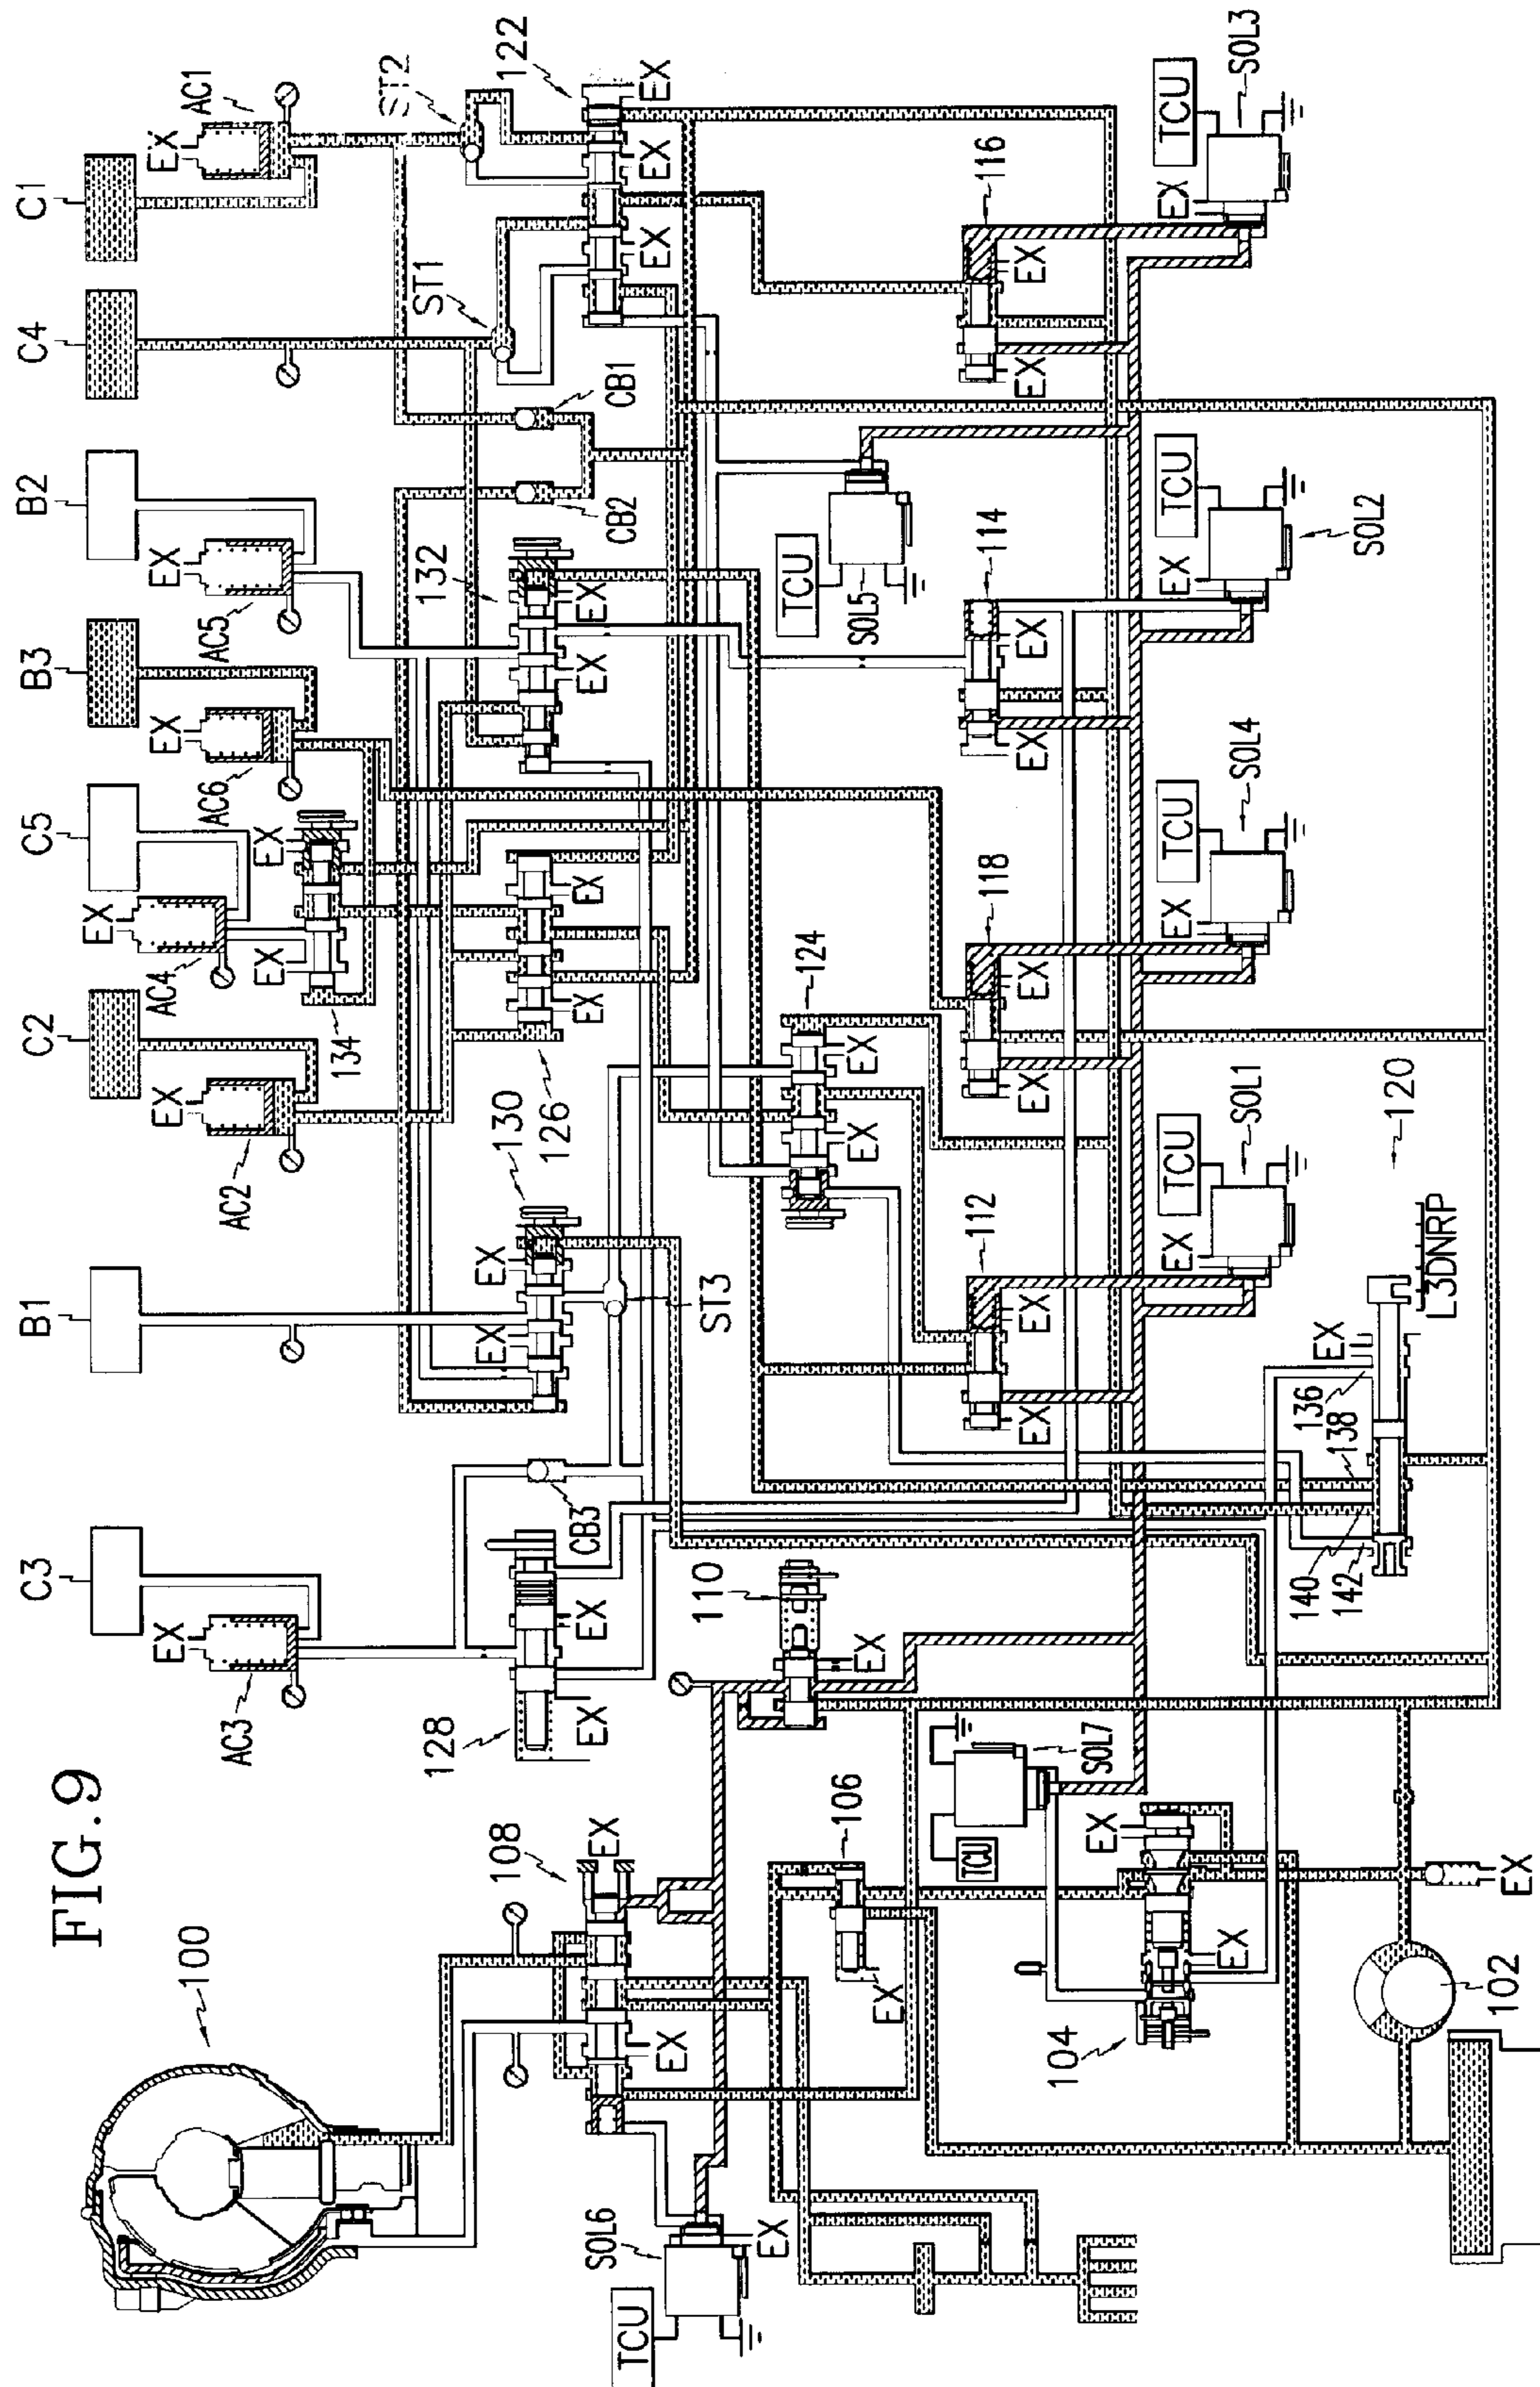 FIG.9
C1
C4
B2
B3
C5
C2
B1
C3
EX
AC1
EX
AC5
EX
AC6
EX
AC4
EX
AC2
EX
AC3
100
ST2
122
EX
EX
EX
ST1
CB1
CB2
132
EX
EX
EX
EX
134
EX
EX
126
130
EX
EX
ST3
CB3
128
EX
EX
108
EX
EX
SOL6
TCU
EX
TCU
SOL5
124
EX
EX
110
EX
106
EX
116
EX
EX
114
EX
EX
118
EX
EX
112
EX
EX
TCU
SOL3
EX
TCU
SOL2
EX
TCU
SOL4
EX
TCU
SOL1
EX
SOL7
TCU
EX
EX
104
120
L3DNRP
EX
136
138
140
142
EX
102